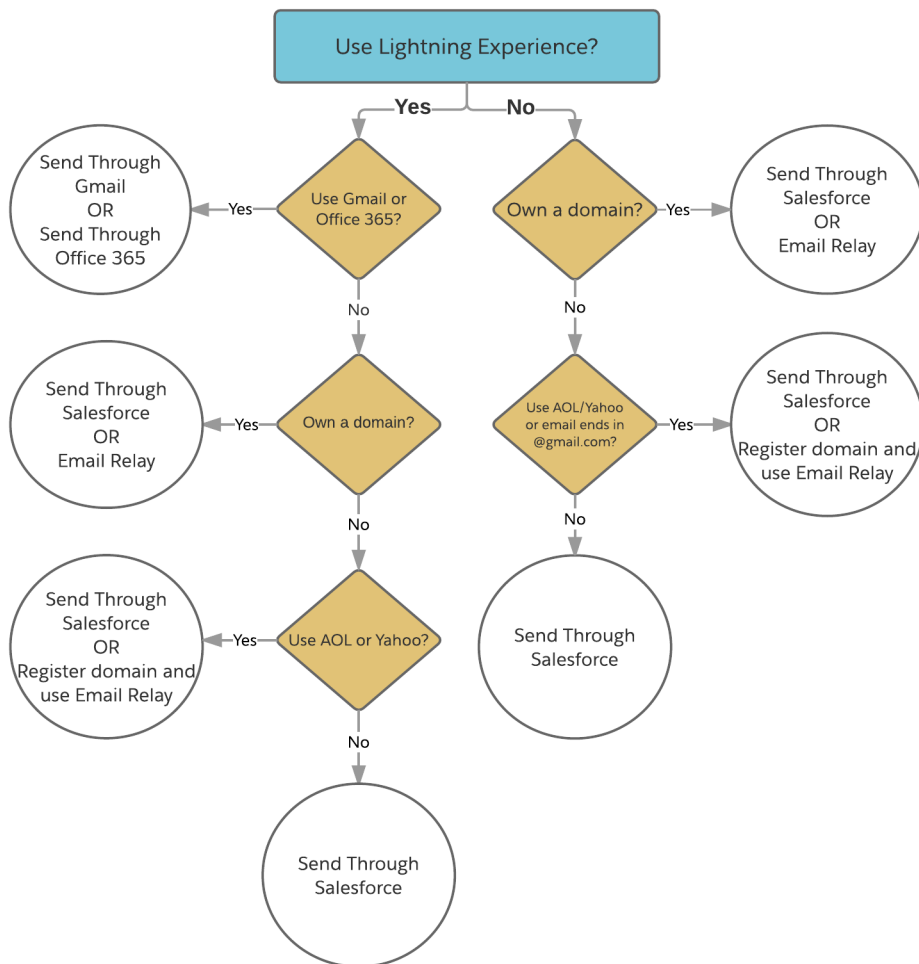 Use Lightning Experience?
Yes
No
Send Through
Gmail
OR
Send Through
Office 365
Yes
Use Gmail or
Office 365?
Own a domain?
Yes
Send Through
Salesforce
OR
Email Relay
No
No
Send Through
Salesforce
OR
Email Relay
Yes
Own a domain?
Use AOL/Yahoo
or email ends in
@gmail.com?
Yes
Send Through
Salesforce
OR
Register domain and
use Email Relay
No
No
Send Through
Salesforce
OR
Register domain and
use Email Relay
Yes
Use AOL or Yahoo?
Send Through
Salesforce
No
Send Through
Salesforce